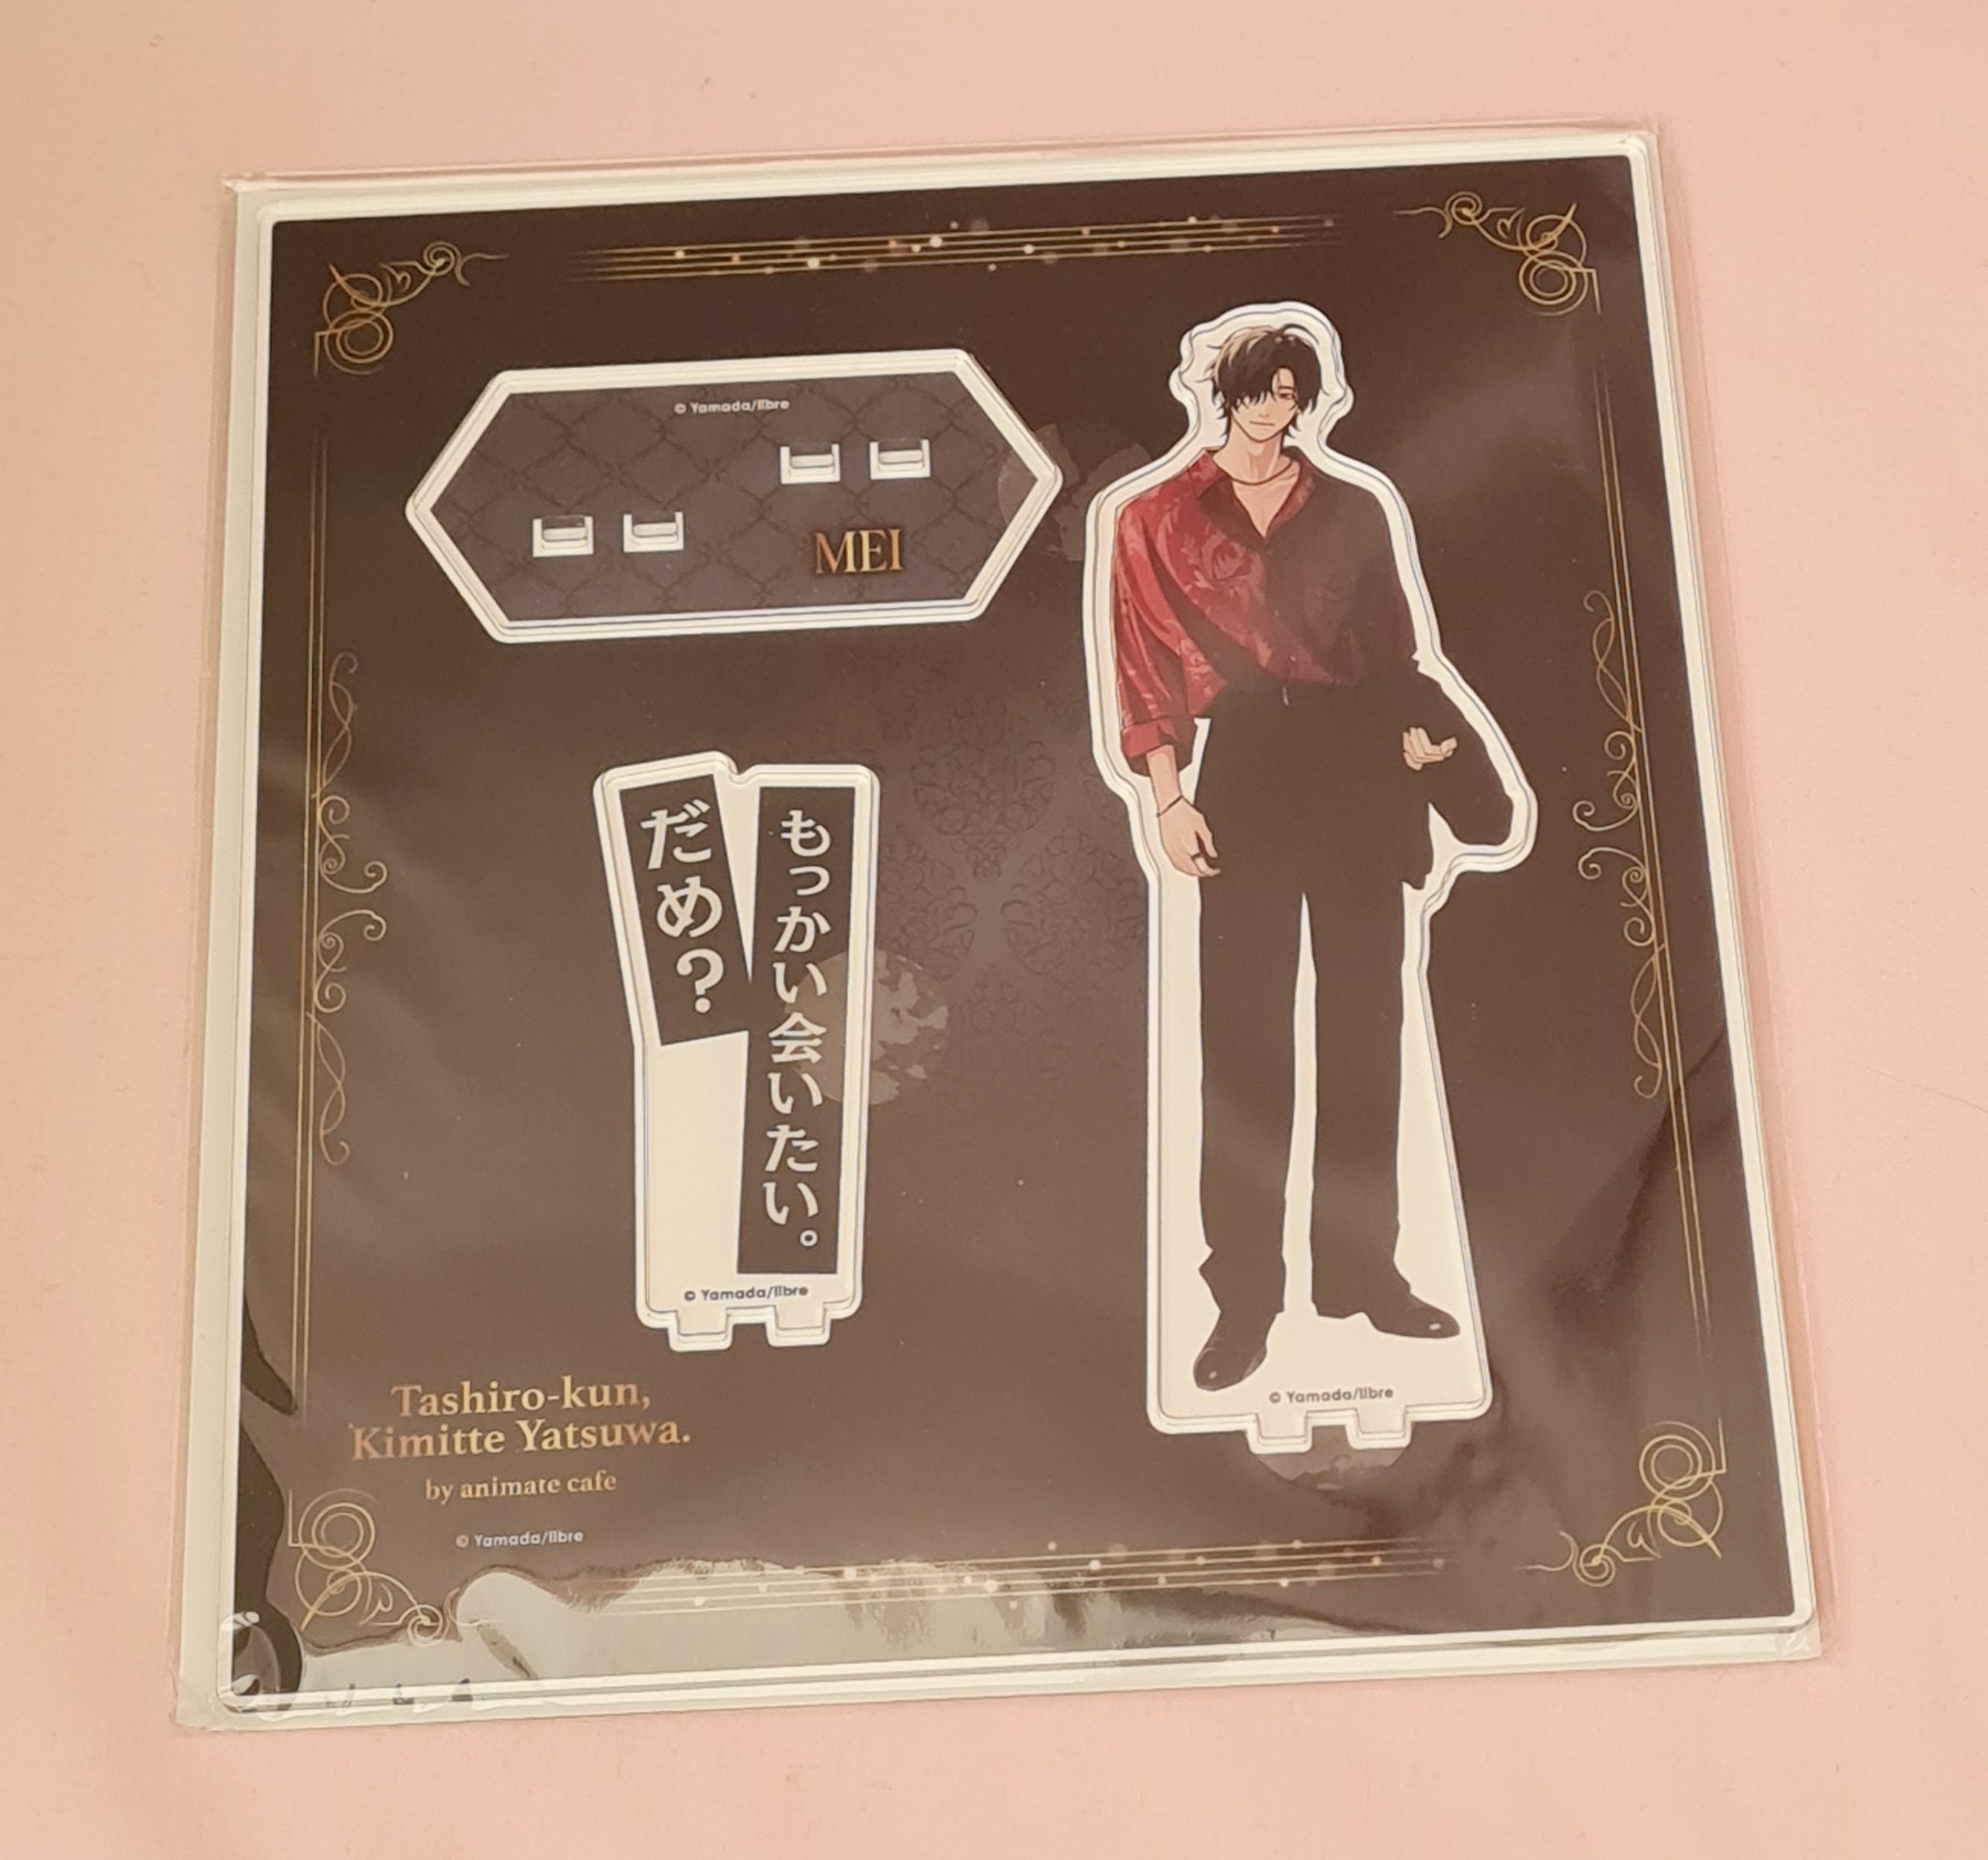 © Yamada/libre
MEI
もっかい会いたい。
だめ？
© Yamada/libre
© Yamada/libre
Tashiro-kun,
Kimitte Yatsuwa.
by animate cafe
© Yamada/libre